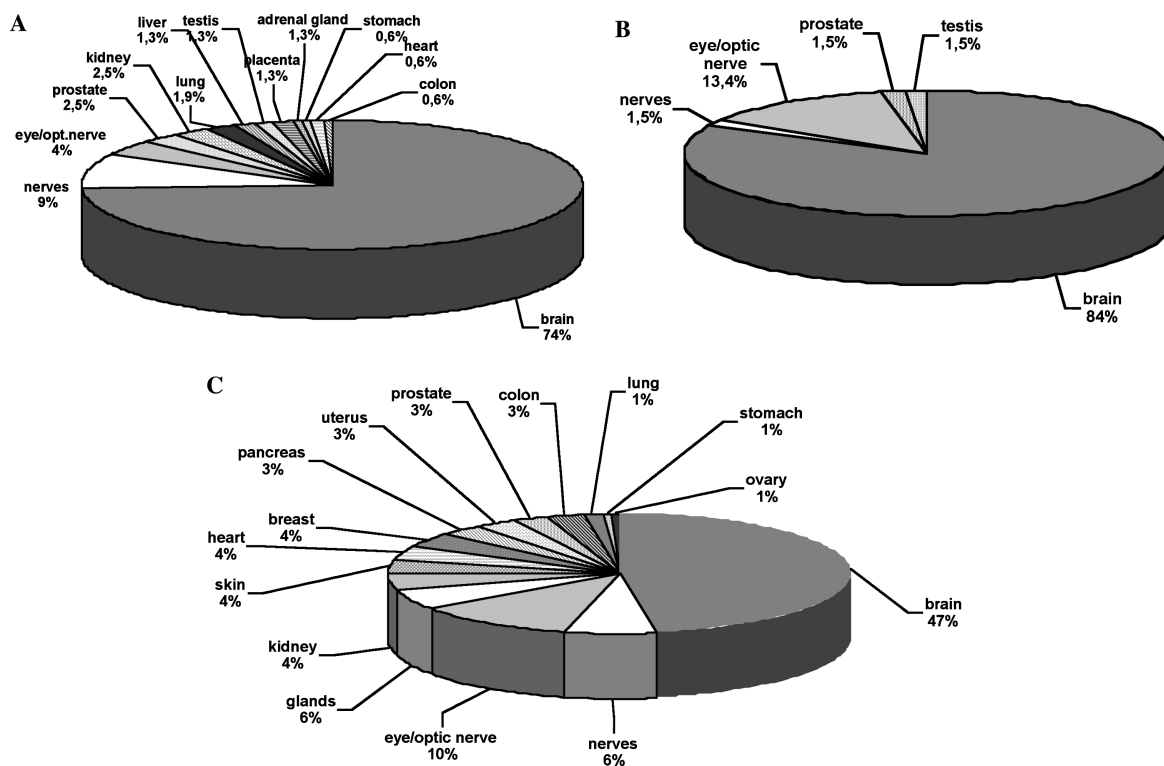 A
liver
1,3%
testis
1,3%
adrenal gland
1,3%
stomach
0,6%
heart
0,6%
kidney
2,5%
lung
1,9%
placenta
1,3%
colon
0,6%
prostate
2,5%
eye/opt.nerve
4%
nerves
9%
brain
74%
B
prostate
1,5%
testis
1,5%
eye/optic
nerve
13,4%
nerves
1,5%
brain
84%
C
prostate
3%
colon
3%
lung
1%
uterus
3%
stomach
1%
pancreas
3%
ovary
1%
breast
4%
heart
4%
skin
4%
brain
47%
kidney
4%
glands
6%
eye/optic nerve
10%
nerves
6%